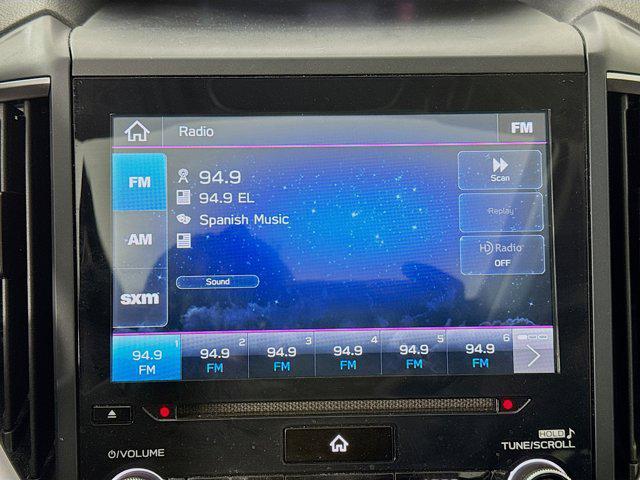 Radio
FM
FM
AM
sxm
94.9
94.9 EL
Spanish Music
Sound
Scan
Replay
HD Radio
OFF
1 2 3 4 5 6
94.9 94.9 94.9 94.9 94.9 94.9
FM FM FM FM FM FM
VOLUME
HOLD
TUNE/SCROLL